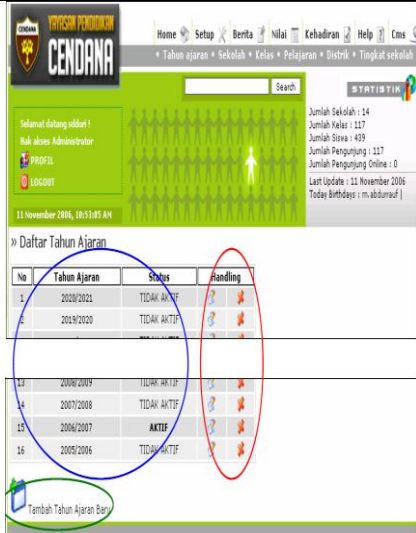 YAYASAN PENDIDIKAN
CENDANA
CENDANA
Home Setup Berita Nilai Kehadiran Help Cms
• Tahun ajaran • Sekolah • Kelas • Pelajaran • Distrik • Tingkat sekolah
Search
STATISTIK
Selamat datang sdduri !
Hak akses Administrator
PROFIL
LOGOUT
11 November 2006, 10:53:05 AM
Jumlah Sekolah : 14
Jumlah Kelas : 117
Jumlah Siswa : 439
Jumlah Pengunjung : 117
Jumlah Pengunjung Online : 0
Last Update : 11 November 2006
Today Birthdays : m.abdurrauf |
» Daftar Tahun Ajaran
No Tahun Ajaran Status Handling
1 2020/2021 TIDAK AKTIF
2 2019/2020 TIDAK AKTIF
13 2008/2009 TIDAK AKTIF
14 2007/2008 TIDAK AKTIF
15 2006/2007 AKTIF
16 2005/2006 TIDAK AKTIF
Tambah Tahun Ajaran Baru